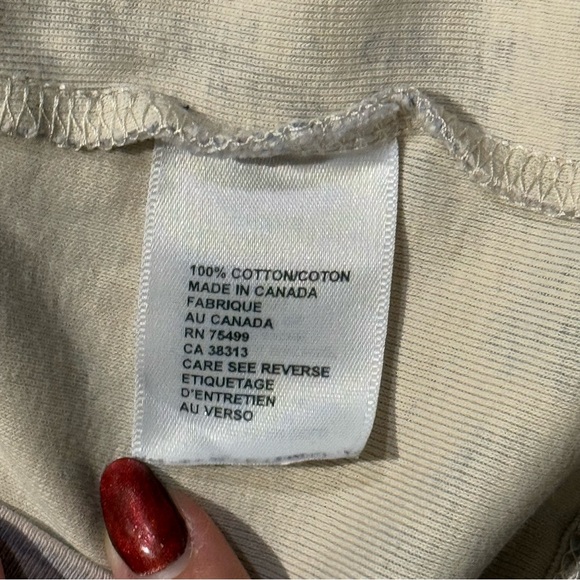 100% COTTON/COTON
MADE IN CANADA
FABRIQUE
AU CANADA
RN 75499
CA 38313
CARE SEE REVERSE
ETIQUETAGE
D'ENTRETIEN
AU VERSO